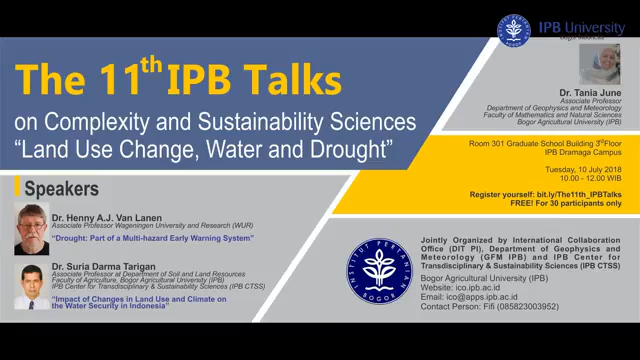 IPB University
The 11th IPB Talks
on Complexity and Sustainability Sciences
“Land Use Change, Water and Drought”
Speakers
Dr. Henny A.J. Van Lanen
Associate Professor Wageningen University and Research (WUR)
“Drought: Part of a Multi-hazard Early Warning System”
Dr. Suria Darma Tarigan
Associate Professor at Department of Soil and Land Resources
Faculty of Agriculture, Bogor Agricultural University (IPB)
IPB Center for Transdisciplinary & Sustainability Sciences (IPB CTSS)
“Impact of Changes in Land Use and Climate on
the Water Security in Indonesia”
Dr. Tania June
Associate Professor
Department of Geophysics and Meteorology
Faculty of Mathematics and Natural Sciences
Bogor Agricultural University (IPB)
Room 301 Graduate School Building 3rd Floor
IPB Dramaga Campus
Tuesday, 10 July 2018
10.00 - 12.00 WIB
Register yourself: bit.ly/The11th_IPBTalks
FREE! For 30 participants only
INSTITUT PERTANIAN
BOGOR
Jointly Organized by International Collaboration
Office (DIT PI), Department of Geophysics and
Meteorology (GFM IPB) and IPB Center for
Transdisciplinary & Sustainability Sciences (IPB CTSS)
Bogor Agricultural University (IPB)
Website: ico.ipb.ac.id
Email: ico@apps.ipb.ac.id
Contact Person: Fifi (085823003952)